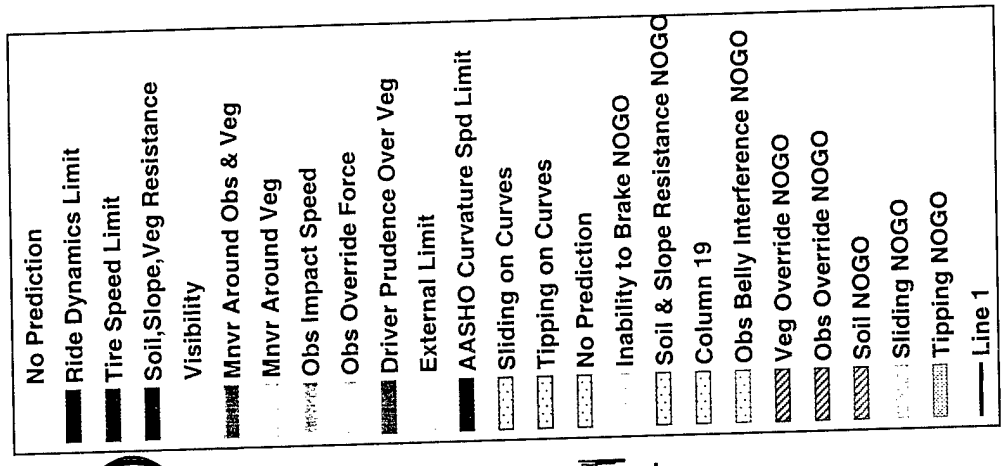 No Prediction
Ride Dynamics Limit
Tire Speed Limit
Soil,Slope,Veg Resistance
Visibility
Mnvr Around Obs & Veg
Mnvr Around Veg
Obs Impact Speed
Obs Override Force
Driver Prudence Over Veg
External Limit
AASHO Curvature Spd Limit
Sliding on Curves
Tipping on Curves
No Prediction
Inability to Brake NOGO
Soil & Slope Resistance NOGO
Column 19
Obs Belly Interference NOGO
Veg Override NOGO
Obs Override NOGO
Soil NOGO
Sliding NOGO
Tipping NOGO
Line 1